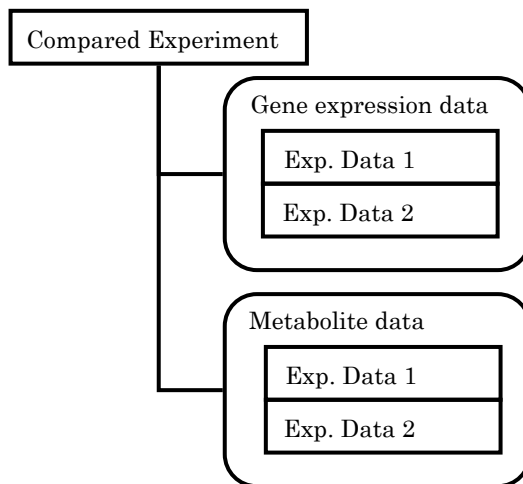 Compared Experiment
Gene expression data
Exp. Data 1
Exp. Data 2
Metabolite data
Exp. Data 1
Exp. Data 2